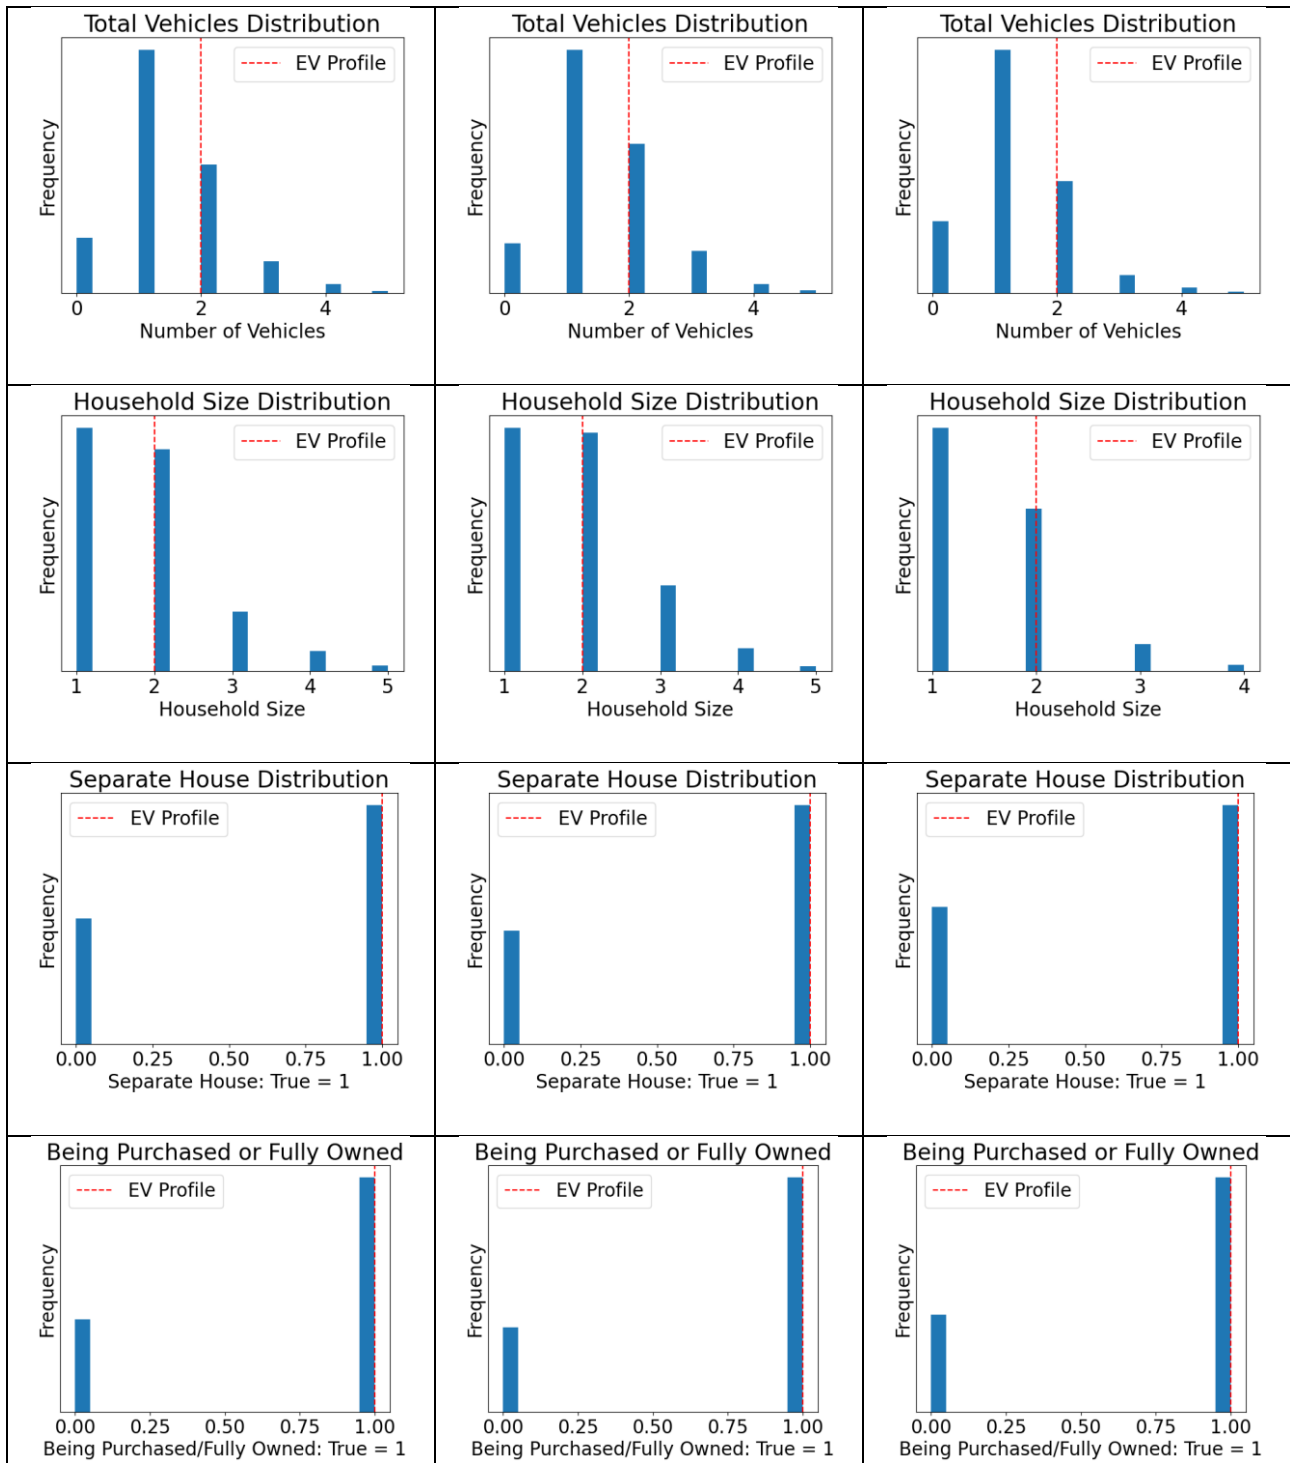 Total Vehicles Distribution
EV Profile
Frequency
0 2 4
Number of Vehicles
Total Vehicles Distribution
EV Profile
Frequency
0 2 4
Number of Vehicles
Total Vehicles Distribution
EV Profile
Frequency
0 2 4
Number of Vehicles
Household Size Distribution
EV Profile
Frequency
1 2 3 4 5
Household Size
Household Size Distribution
EV Profile
Frequency
1 2 3 4 5
Household Size
Household Size Distribution
EV Profile
Frequency
1 2 3 4
Household Size
Separate House Distribution
EV Profile
Frequency
0.00 0.25 0.50 0.75 1.00
Separate House: True = 1
Separate House Distribution
EV Profile
Frequency
0.00 0.25 0.50 0.75 1.00
Separate House: True = 1
Separate House Distribution
EV Profile
Frequency
0.00 0.25 0.50 0.75 1.00
Separate House: True = 1
Being Purchased or Fully Owned
EV Profile
Frequency
0.00 0.25 0.50 0.75 1.00
Being Purchased/Fully Owned: True = 1
Being Purchased or Fully Owned
EV Profile
Frequency
0.00 0.25 0.50 0.75 1.00
Being Purchased/Fully Owned: True = 1
Being Purchased or Fully Owned
EV Profile
Frequency
0.00 0.25 0.50 0.75 1.00
Being Purchased/Fully Owned: True = 1